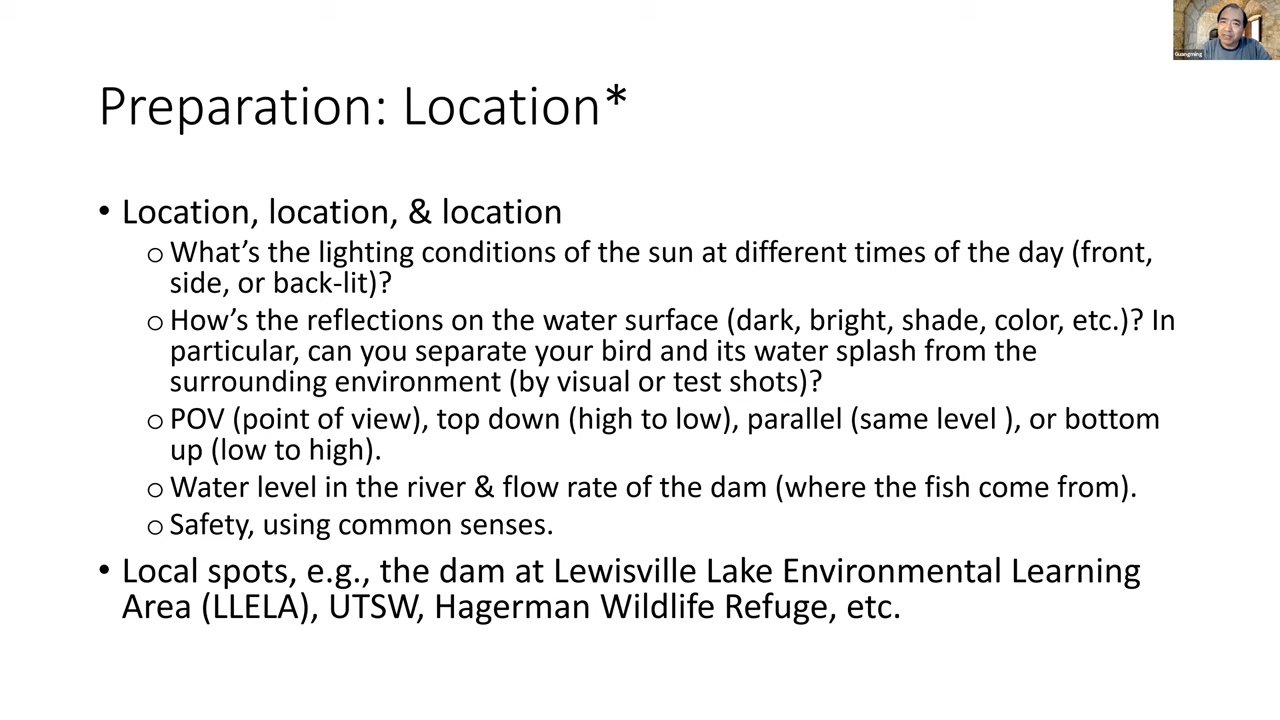 Guangming
Preparation: Location*
• Location, location, & location
o What’s the lighting conditions of the sun at different times of the day (front,
side, or back-lit)?
o How’s the reflections on the water surface (dark, bright, shade, color, etc.)? In
particular, can you separate your bird and its water splash from the
surrounding environment (by visual or test shots)?
o POV (point of view), top down (high to low), parallel (same level ), or bottom
up (low to high).
o Water level in the river & flow rate of the dam (where the fish come from).
o Safety, using common senses.
• Local spots, e.g., the dam at Lewisville Lake Environmental Learning
Area (LLELA), UTSW, Hagerman Wildlife Refuge, etc.